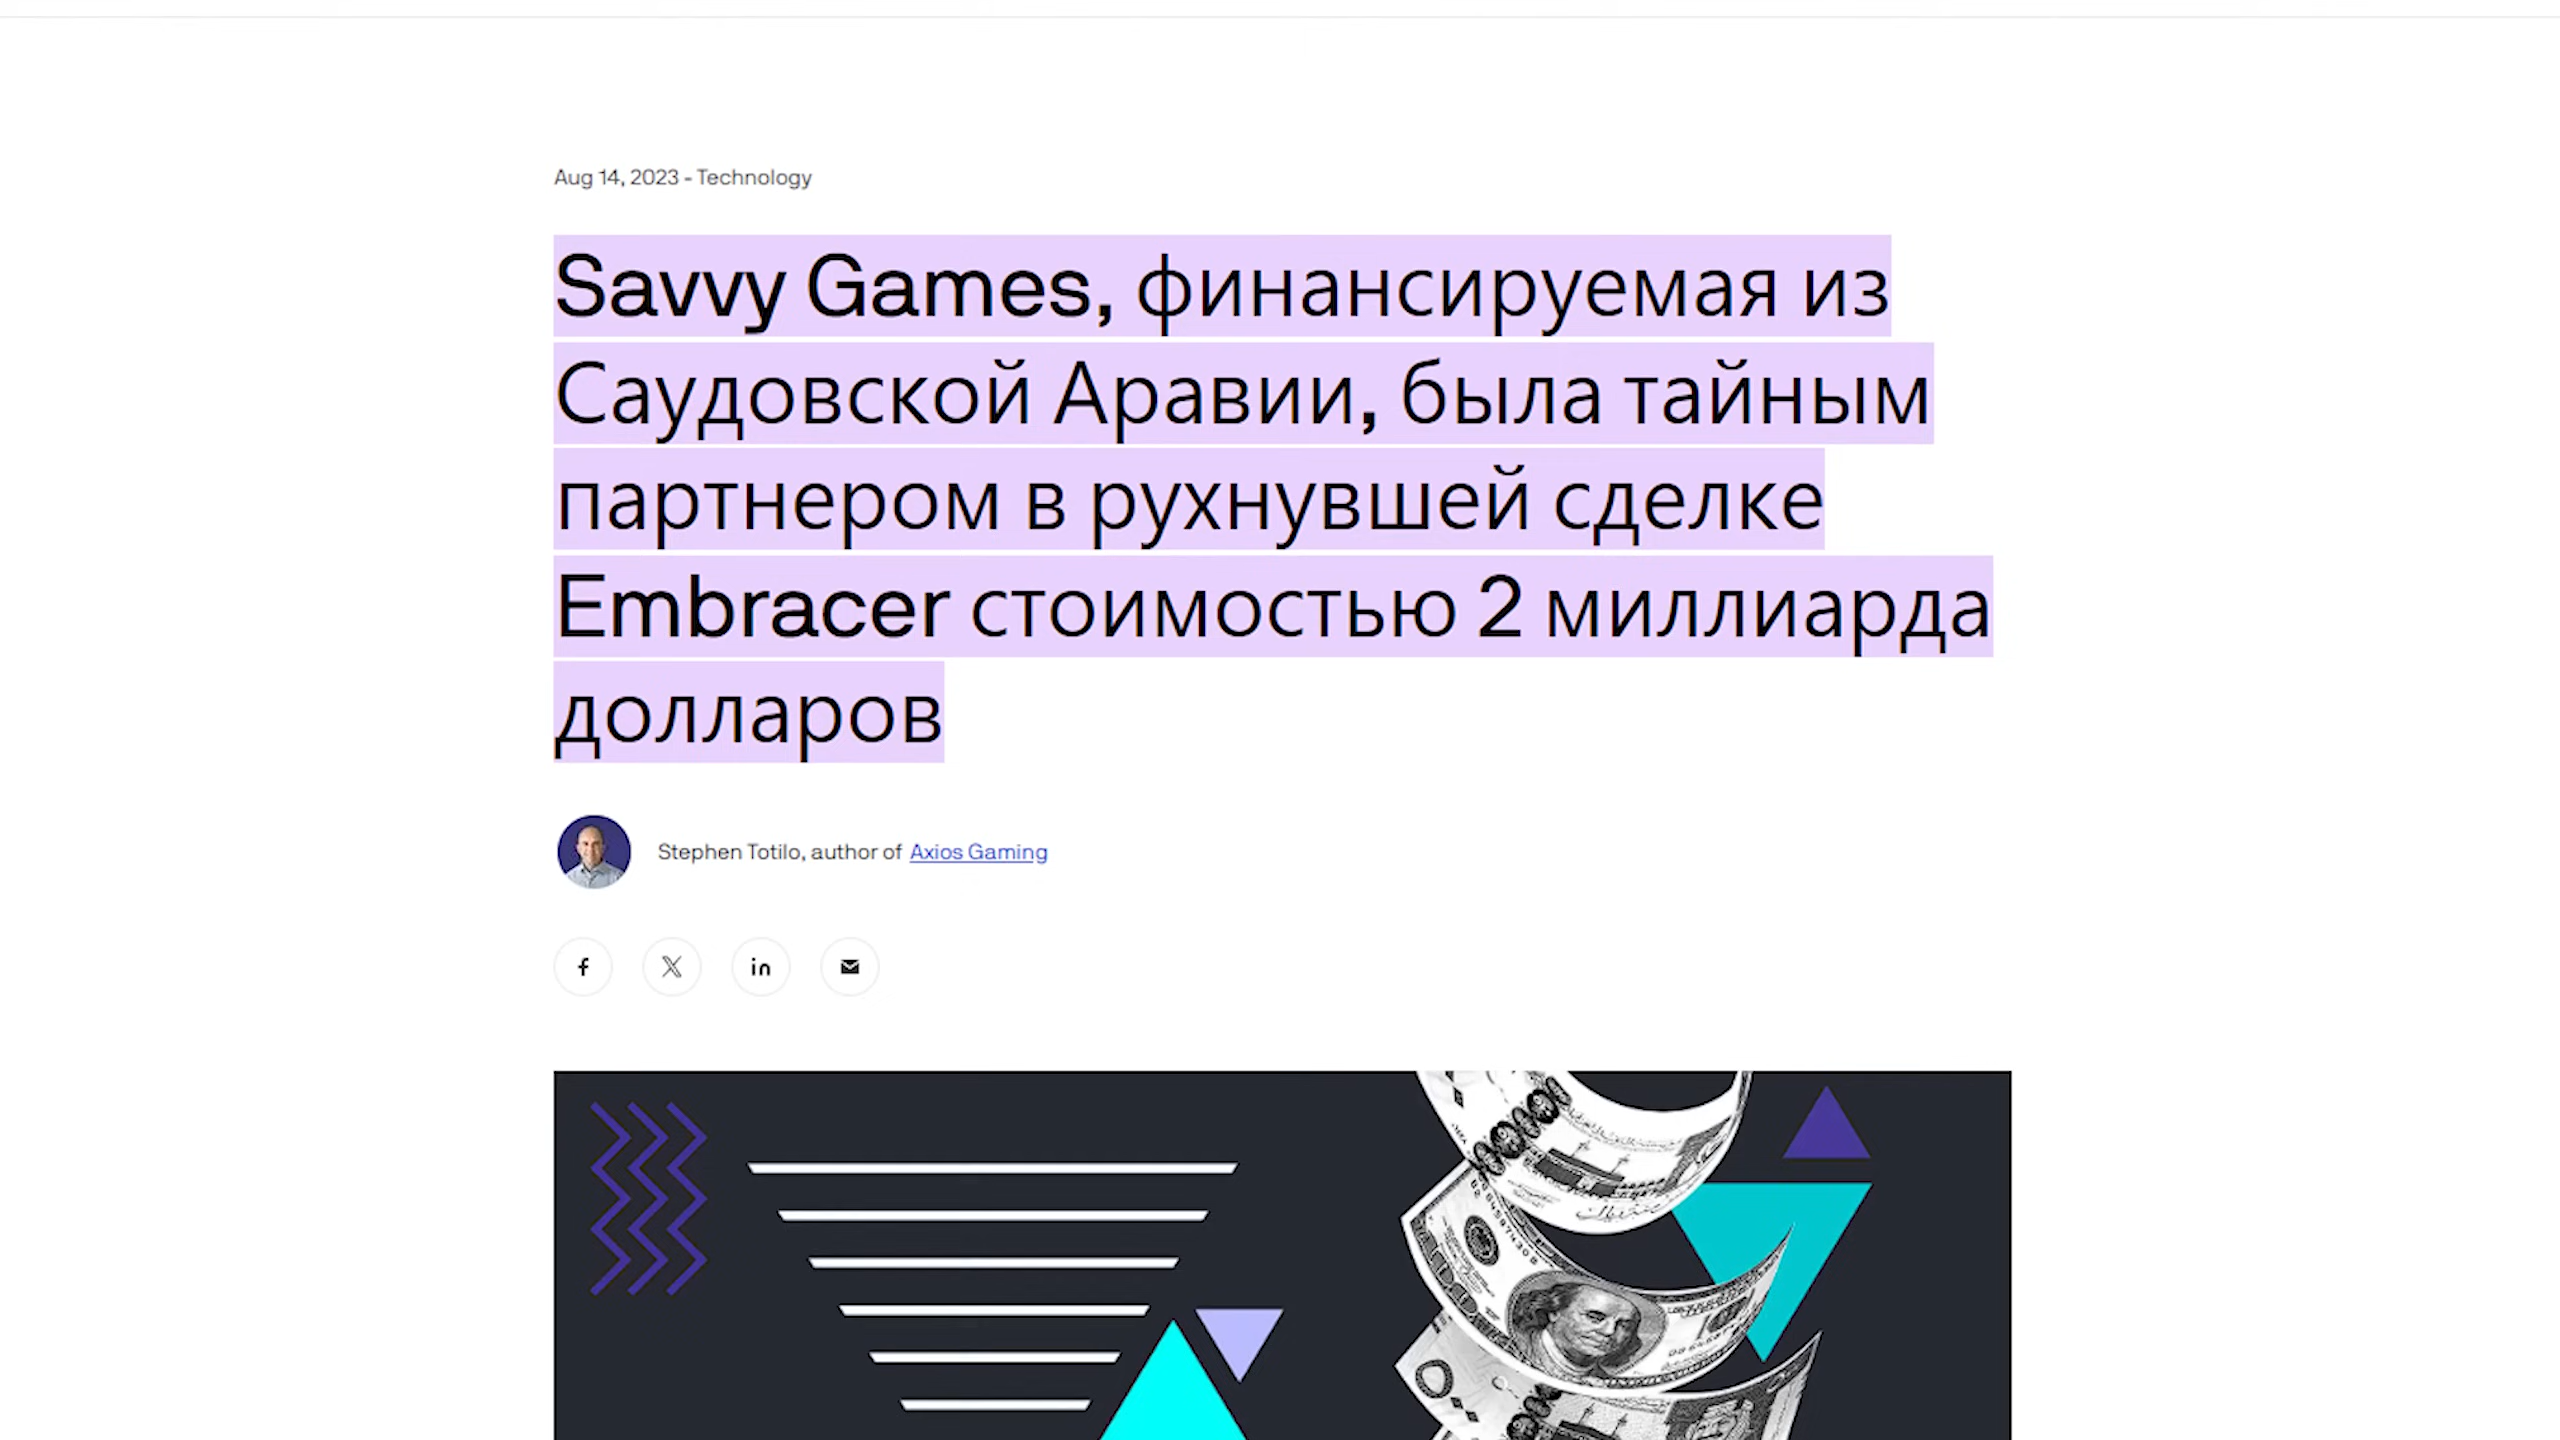 Aug 14, 2023 - Technology
Savvy Games, финансируемая из
Саудовской Аравии, была тайным
партнером в рухнувшей сделке
Embracer стоимостью 2 миллиарда
долларов
Stephen Totilo, author of Axios Gaming